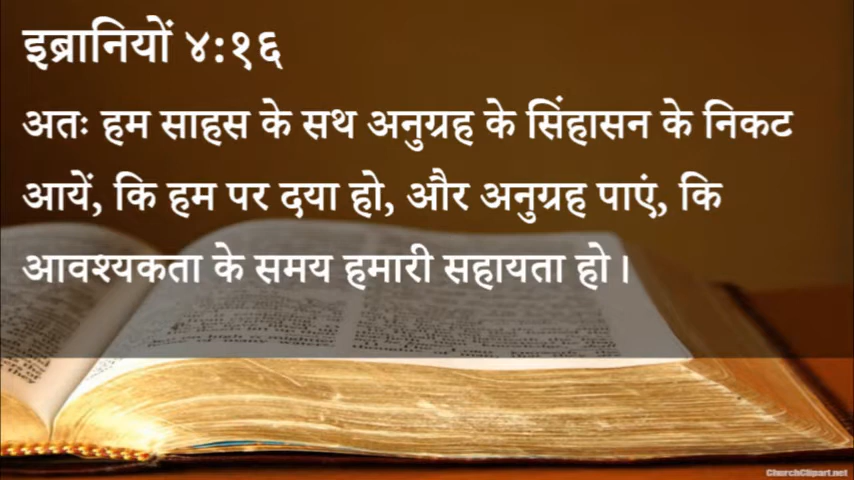 इब्रानियों ४:१६
अतः हम साहस के सथ अनुग्रह के सिंहासन के निकट
आयें, कि हम पर दया हो, और अनुग्रह पाएं, कि
आवश्यकता के समय हमारी सहायता हो।
ChurchClipart.net